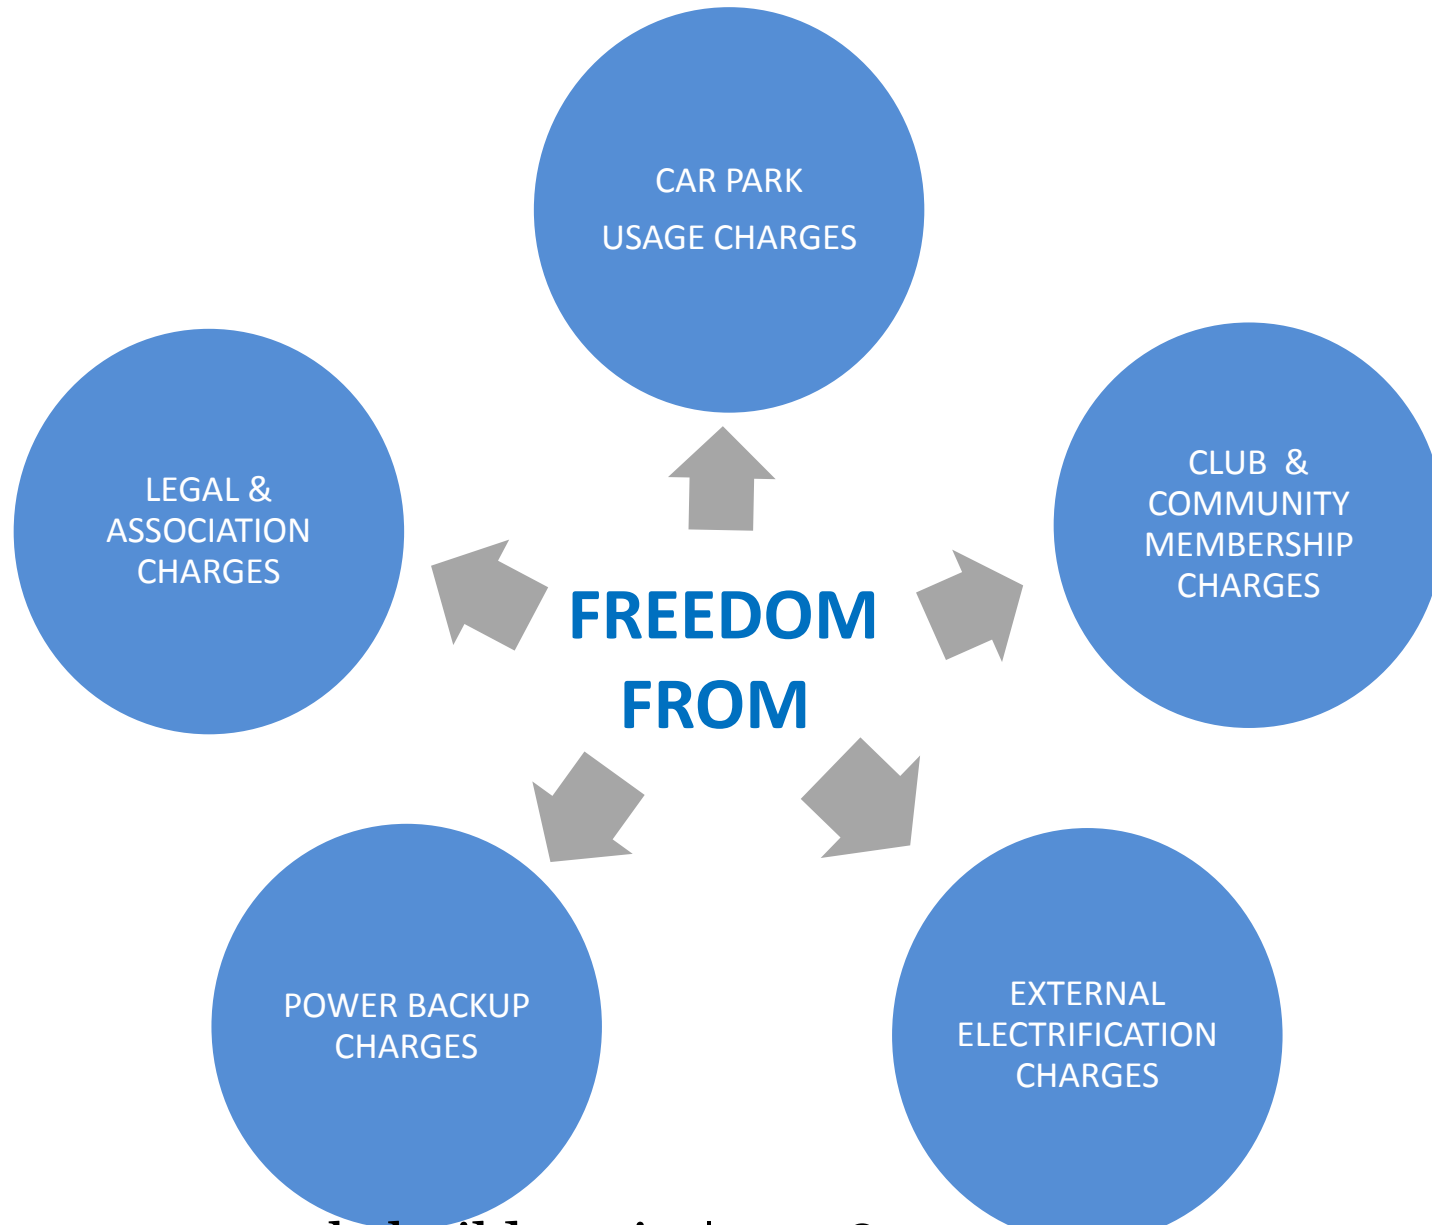 CAR PARK
USAGE CHARGES
LEGAL &
ASSOCIATION
CHARGES
CLUB &
COMMUNITY
MEMBERSHIP
CHARGES
FREEDOM
FROM
POWER BACKUP
CHARGES
EXTERNAL
ELECTRIFICATION
CHARGES